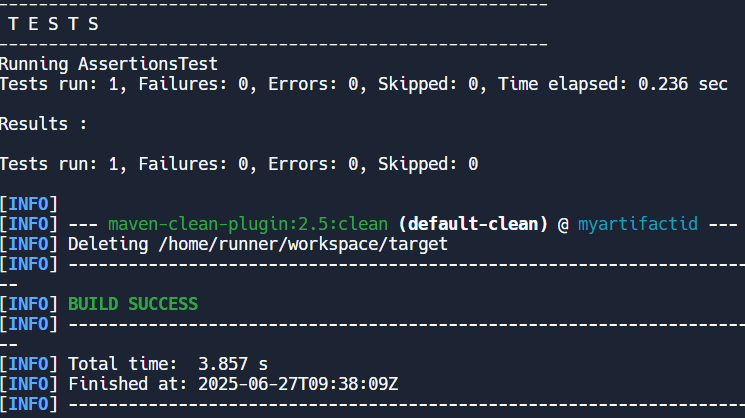 -------------------------------------------------------
 T E S T S
-------------------------------------------------------
Running AssertionsTest
Tests run: 1, Failures: 0, Errors: 0, Skipped: 0, Time elapsed: 0.236 sec

Results :

Tests run: 1, Failures: 0, Errors: 0, Skipped: 0

[INFO]
[INFO] --- maven-clean-plugin:2.5:clean (default-clean) @ myartifactid ---
[INFO] Deleting /home/runner/workspace/target
[INFO] --------------------------------------------------------------------
--
[INFO] BUILD SUCCESS
[INFO] --------------------------------------------------------------------
--
[INFO] Total time:  3.857 s
[INFO] Finished at: 2025-06-27T09:38:09Z
[INFO] --------------------------------------------------------------------